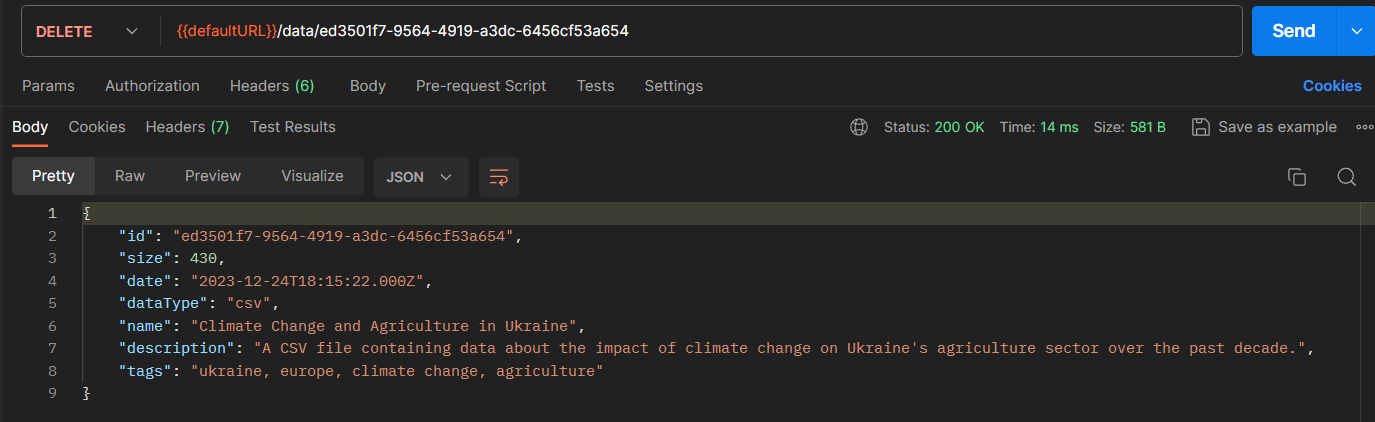 DELETE {{defaultURL}}/data/ed3501f7-9564-4919-a3dc-6456cf53a654 Send
Params Authorization Headers (6) Body Pre-request Script Tests Settings Cookies
Body Cookies Headers (7) Test Results Status: 200 OK Time: 14 ms Size: 581 B Save as example
Pretty Raw Preview Visualize JSON
1 {
2 "id": "ed3501f7-9564-4919-a3dc-6456cf53a654",
3 "size": 430,
4 "date": "2023-12-24T18:15:22.000Z",
5 "dataType": "csv",
6 "name": "Climate Change and Agriculture in Ukraine",
7 "description": "A CSV file containing data about the impact of climate change on Ukraine's agriculture sector over the past decade.",
8 "tags": "ukraine, europe, climate change, agriculture"
9 }